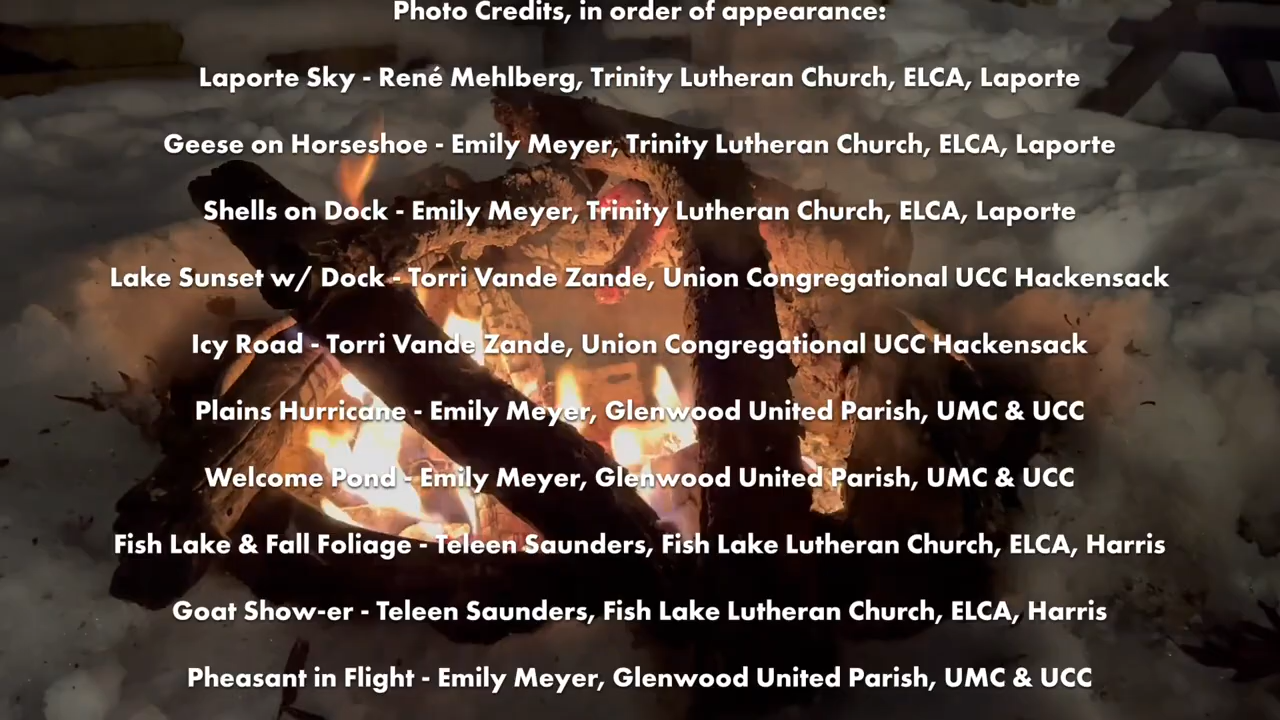 Photo Credits, in order of appearance:
Laporte Sky - René Mehlberg, Trinity Lutheran Church, ELCA, Laporte
Geese on Horseshoe - Emily Meyer, Trinity Lutheran Church, ELCA, Laporte
Shells on Dock - Emily Meyer, Trinity Lutheran Church, ELCA, Laporte
Lake Sunset w/ Dock - Torri Vande Zande, Union Congregational UCC Hackensack
Icy Road - Torri Vande Zande, Union Congregational UCC Hackensack
Plains Hurricane - Emily Meyer, Glenwood United Parish, UMC & UCC
Welcome Pond - Emily Meyer, Glenwood United Parish, UMC & UCC
Fish Lake & Fall Foliage - Teleen Saunders, Fish Lake Lutheran Church, ELCA, Harris
Goat Show-er - Teleen Saunders, Fish Lake Lutheran Church, ELCA, Harris
Pheasant in Flight - Emily Meyer, Glenwood United Parish, UMC & UCC